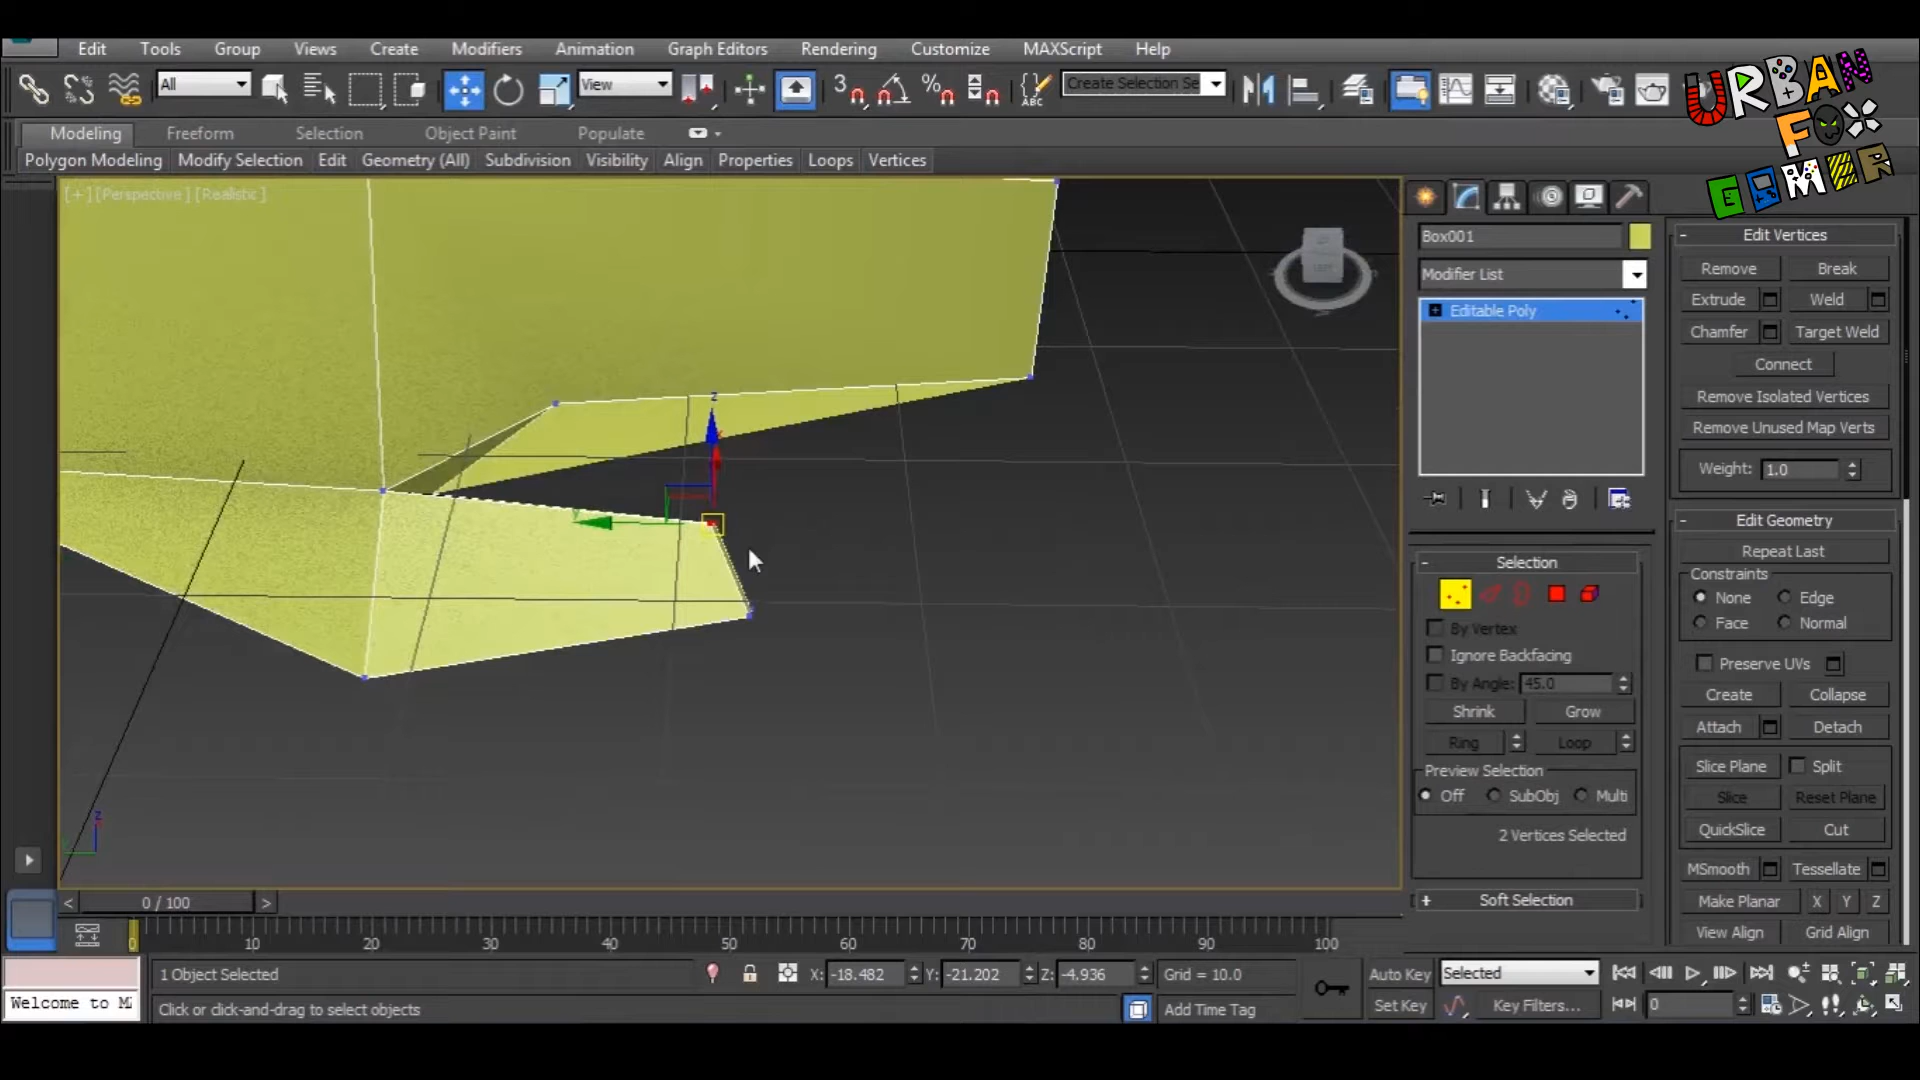 Edit Tools Group Views Create Modifiers Animation Graph Editors Rendering Customize MAXScript Help
All View 3 % ABC Create Selection Se
URBAN
FOX
GAMER
Modeling Freeform Selection Object Paint Populate
Polygon Modeling Modify Selection Edit Geometry (All) Subdivision Visibility Align Properties Loops Vertices
[+][Perspective][Realistic]
Box001
Modifier List
Editable Poly
Selection
By Vertex
Ignore Backfacing
By Angle: 45.0
Shrink Grow
Ring Loop
Preview Selection
Off SubObj Multi
2 Vertices Selected
+ Soft Selection
- Edit Vertices
Remove Break
Extrude Weld
Chamfer Target Weld
Connect
Remove Isolated Vertices
Remove Unused Map Verts
Weight: 1.0
- Edit Geometry
Repeat Last
Constraints
None Edge
Face Normal
Preserve UVs
Create Collapse
Attach Detach
Slice Plane Split
Slice Reset Plane
QuickSlice Cut
MSmooth Tessellate
Make Planar X Y Z
View Align Grid Align
z
y
z
< 0 / 100 >
0 10 20 30 40 50 60 70 80 90 100
1 Object Selected X: -18.482 Y: -21.202 Z: -4.936 Grid = 10.0 Auto Key Selected
Welcome to M Click or click-and-drag to select objects Add Time Tag Set Key Key Filters... 0